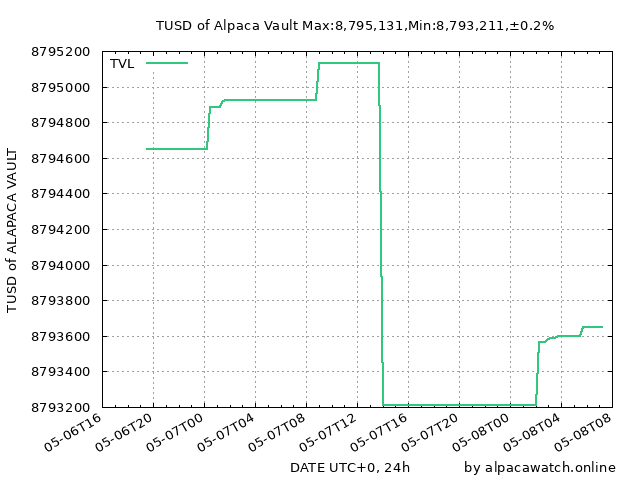 TUSD of Alpaca Vault Max:8,795,131,Min:8,793,211,±0.2%
TVL
8795200
8795000
8794800
8794600
8794400
8794200
8794000
8793800
8793600
8793400
8793200
TUSD of ALAPACA VAULT
05-06T16
05-06T20
05-07T00
05-07T04
05-07T08
05-07T12
05-07T16
05-07T20
05-08T00
05-08T04
05-08T08
DATE UTC+0, 24h
by alpacawatch.online